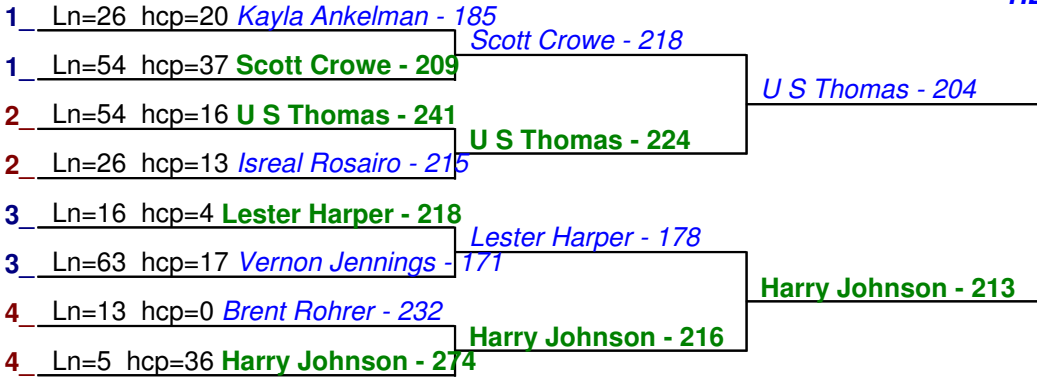 1_ Ln=26 hcp=20 Kayla Ankelman - 185
Scott Crowe - 218
1_ Ln=54 hcp=37 Scott Crowe - 209
U S Thomas - 204
2_ Ln=54 hcp=16 U S Thomas - 241
U S Thomas - 224
2_ Ln=26 hcp=13 Isreal Rosairo - 215
3_ Ln=16 hcp=4 Lester Harper - 218
Lester Harper - 178
3_ Ln=63 hcp=17 Vernon Jennings - 171
Harry Johnson - 213
4_ Ln=13 hcp=0 Brent Rohrer - 232
Harry Johnson - 216
4_ Ln=5 hcp=36 Harry Johnson - 274